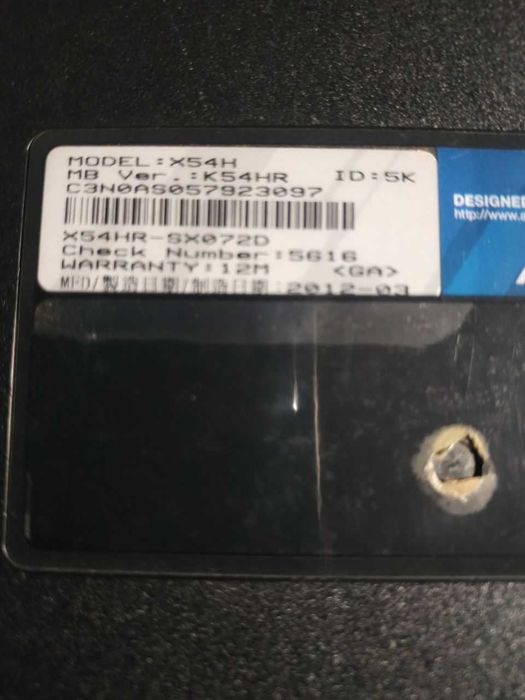 MODEL:X54H
MB Ver.:K54HR ID:5K
C3N0AS057923097
X54HR-SX072D
Check Number:5616
WARRANTY:12M <GA>
MFD/製造日期/制造日期:2012-03
DESIGNED
http://www.a